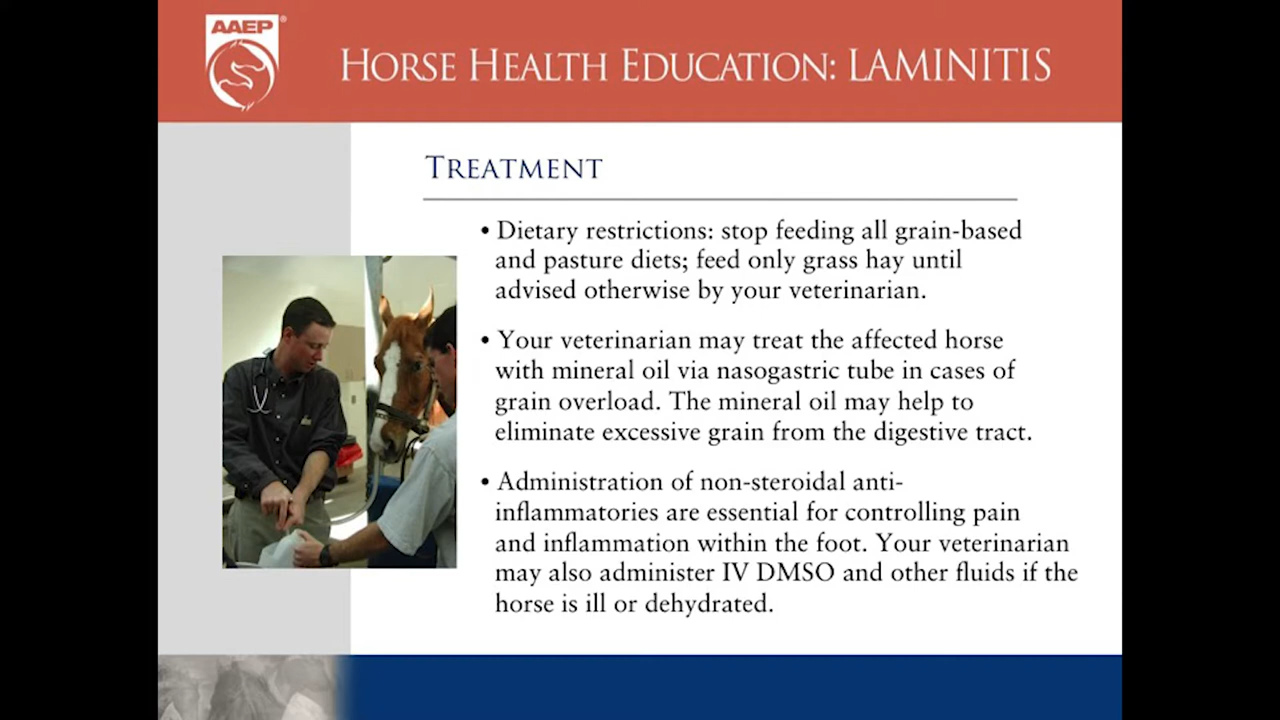 AAEP®
HORSE HEALTH EDUCATION: LAMINITIS
TREATMENT
• Dietary restrictions: stop feeding all grain-based
and pasture diets; feed only grass hay until
advised otherwise by your veterinarian.
• Your veterinarian may treat the affected horse
with mineral oil via nasogastric tube in cases of
grain overload. The mineral oil may help to
eliminate excessive grain from the digestive tract.
• Administration of non-steroidal anti-
inflammatories are essential for controlling pain
and inflammation within the foot. Your veterinarian
may also administer IV DMSO and other fluids if the
horse is ill or dehydrated.